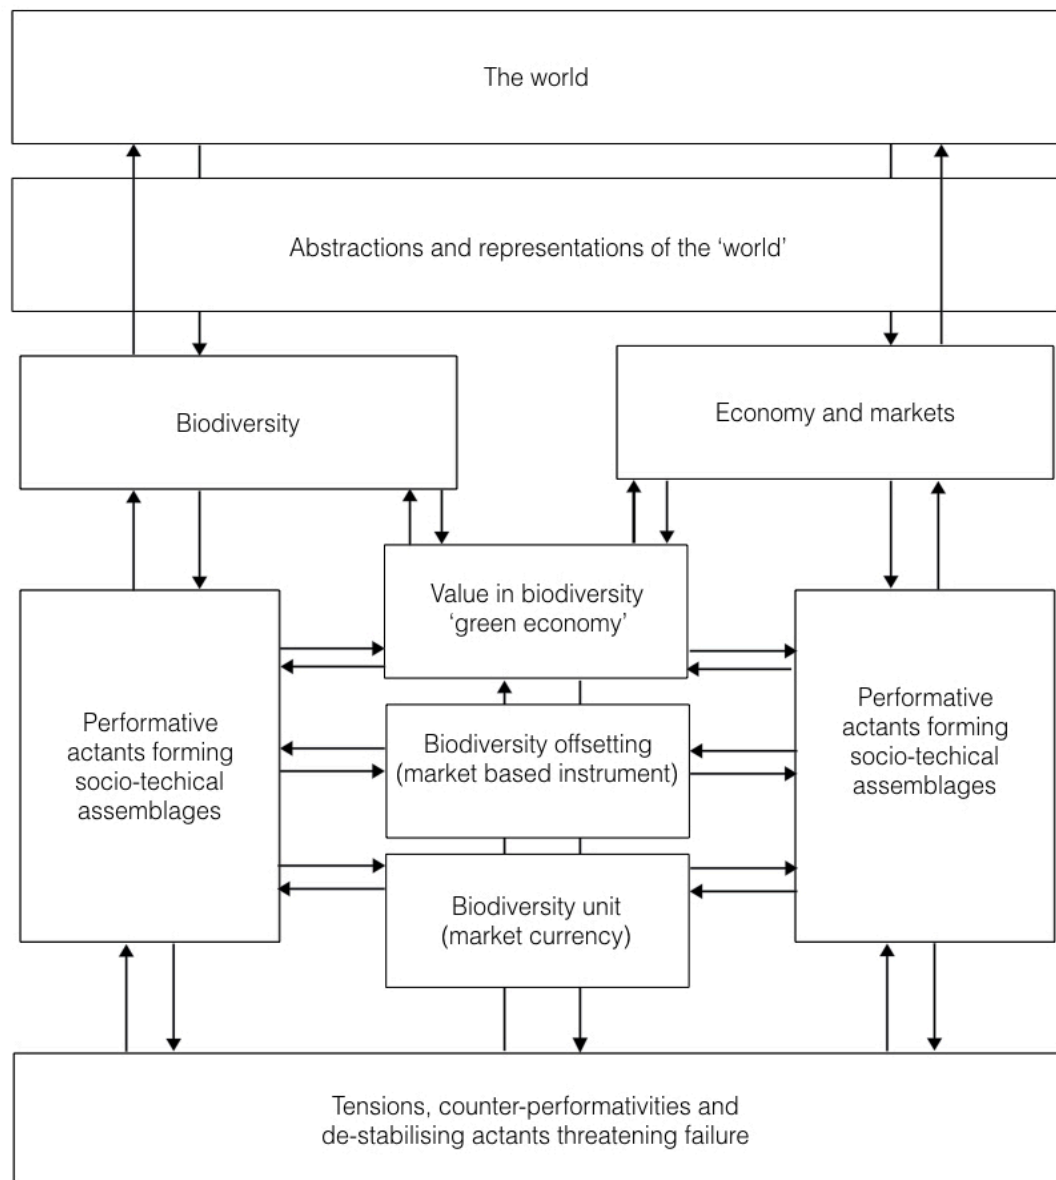 The world
Abstractions and representations of the ‘world’
Biodiversity
Economy and markets
Value in biodiversity
‘green economy’
Performative
actants forming
socio-techical
assemblages
Biodiversity offsetting
(market based instrument)
Performative
actants forming
socio-techical
assemblages
Biodiversity unit
(market currency)
Tensions, counter-performativities and
de-stabilising actants threatening failure